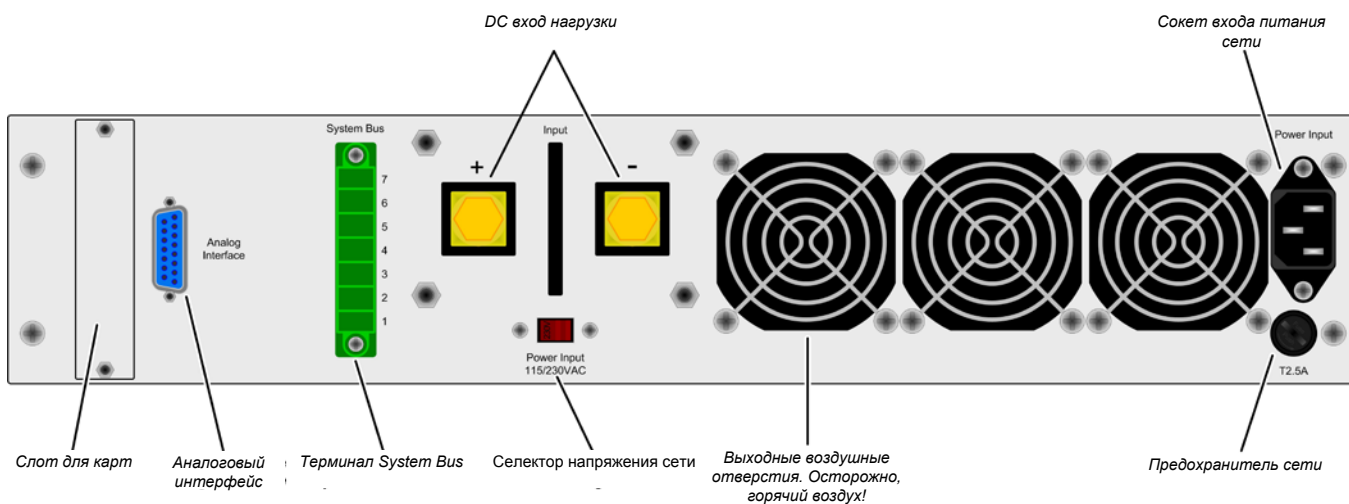 DC вход нагрузки
Сокет входа питания
сети
System Bus
Input
Power Input
+
-
7
6
5
4
3
2
1
Analog
Interface
Power Input
115/230VAC
T2.5A
Слот для карт
Аналоговый
интерфейс
Терминал System Bus
Селектор напряжения сети
Выходные воздушные
отверстия. Осторожно,
горячий воздух!
Предохранитель сети